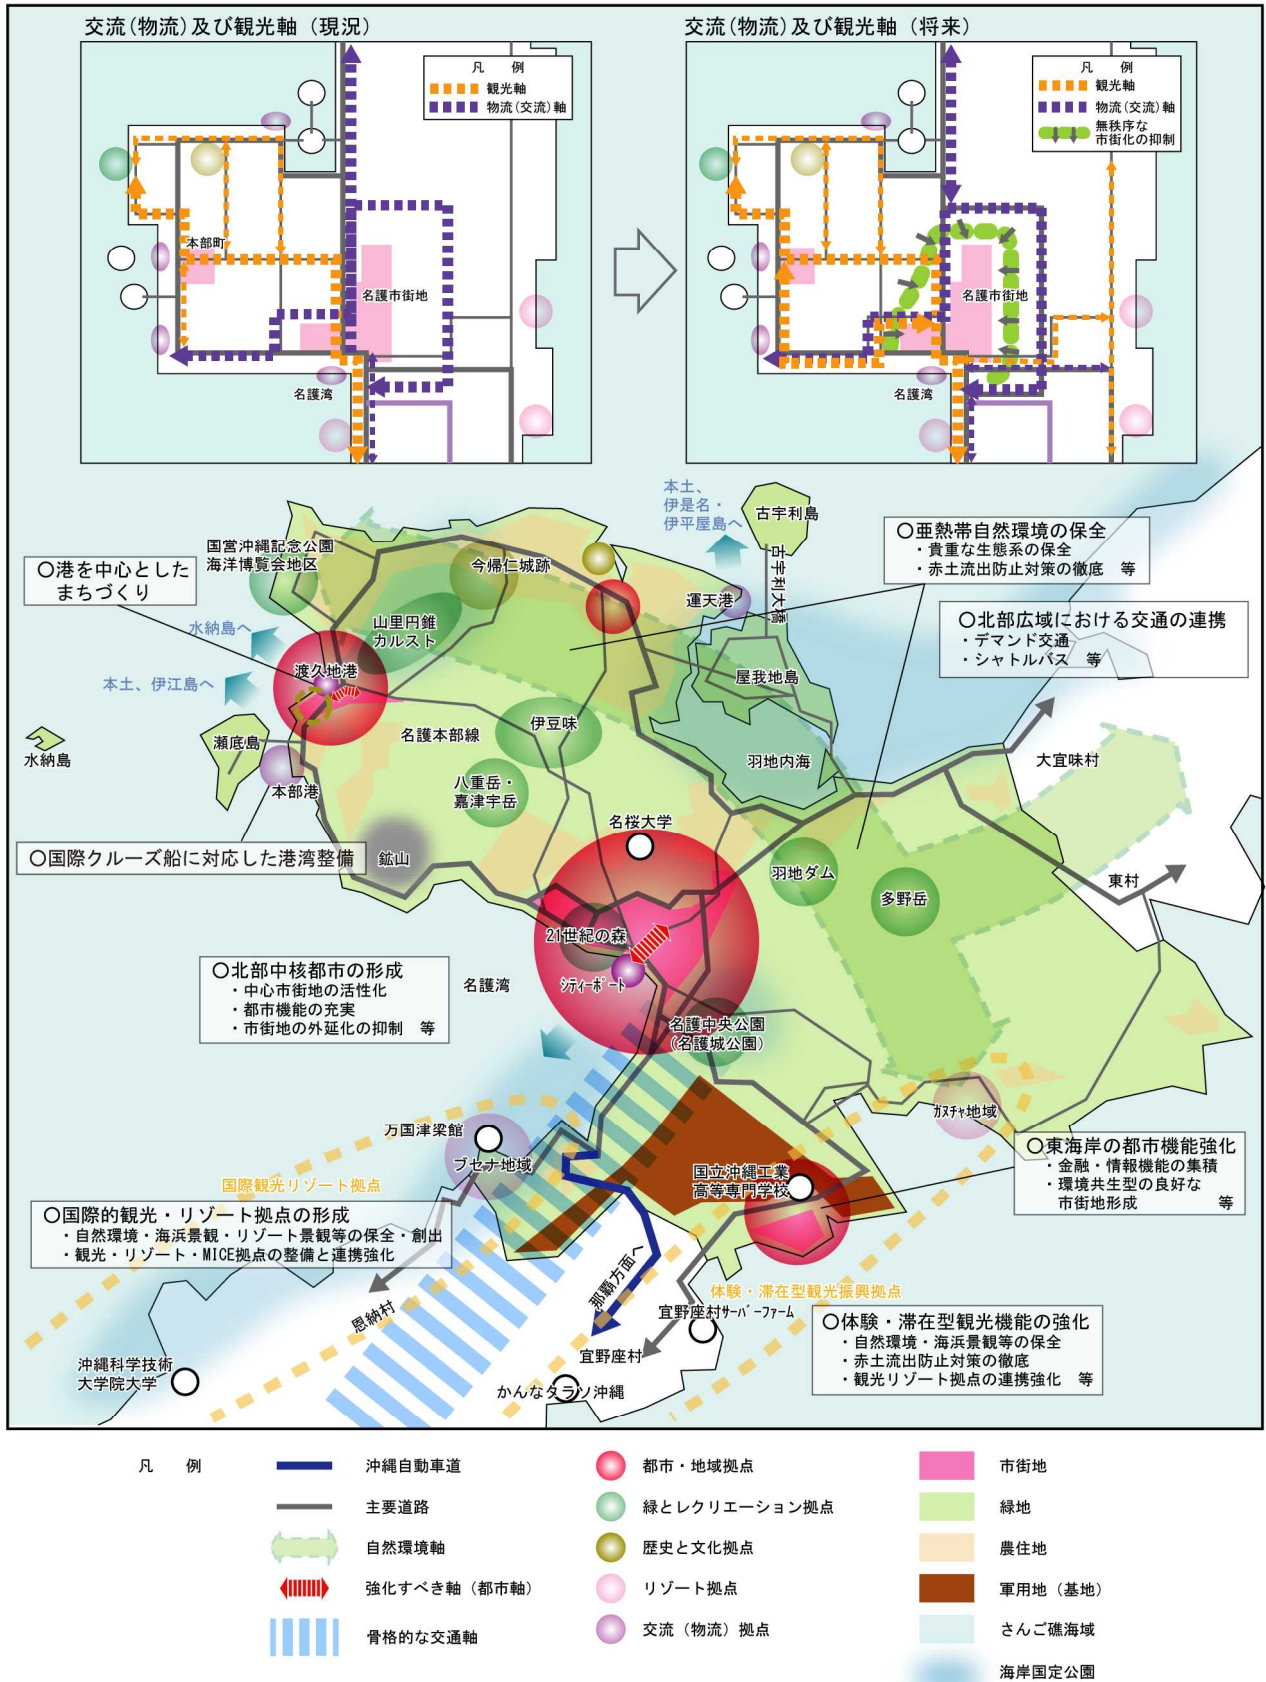 交流(物流)及び観光軸（現況）
凡　例
観光軸
物流(交流)軸
本部町
名護市街地
名護湾
交流(物流)及び観光軸（将来）
凡　例
観光軸
物流(交流)軸
無秩序な
市街化の抑制
名護市街地
名護湾
本土、
伊是名・
伊平屋島へ
古宇利島
古宇利大橋
○亜熱帯自然環境の保全
・貴重な生態系の保全
・赤土流出防止対策の徹底　等
国営沖縄記念公園
海洋博覧会地区
今帰仁城跡
○港を中心とした
まちづくり
山里円錐
カルスト
運天港
○北部広域における交通の連携
・デマンド交通
・シャトルバス　等
水納島へ
渡久地港
本土、伊江島へ
屋我地島
瀬底島
名護本部線
伊豆味
水納島
羽地内海
大宜味村
本部港
八重岳・
嘉津宇岳
名桜大学
○国際クルーズ船に対応した港湾整備
鉱山
羽地ダム
東村
多野岳
21世紀の森
○北部中核都市の形成
・中心市街地の活性化
・都市機能の充実
・市街地の外延化の抑制　等
名護湾
シティーポート
名護中央公園
（名護城公園）
カヌチャ地域
万国津梁館
ブセナ地域
○東海岸の都市機能強化
・金融・情報機能の集積
・環境共生型の良好な
市街地形成　等
国立沖縄工業
高等専門学校
国際観光リゾート拠点
○国際的観光・リゾート拠点の形成
・自然環境・海浜景観・リゾート景観等の保全・創出
・観光・リゾート・MICE拠点の整備と連携強化
那覇方面へ
体験・滞在型観光振興拠点
恩納村
宜野座村サーバーファーム
○体験・滞在型観光機能の強化
・自然環境・海浜景観等の保全
・赤土流出防止対策の徹底
・観光リゾート拠点の連携強化　等
宜野座村
沖縄科学技術
大学院大学
かんなタラソ沖縄
凡　例
沖縄自動車道
主要道路
自然環境軸
強化すべき軸（都市軸）
骨格的な交通軸
都市・地域拠点
緑とレクリエーション拠点
歴史と文化拠点
リゾート拠点
交流（物流）拠点
市街地
緑地
農住地
軍用地（基地）
さんご礁海域
海岸国定公園